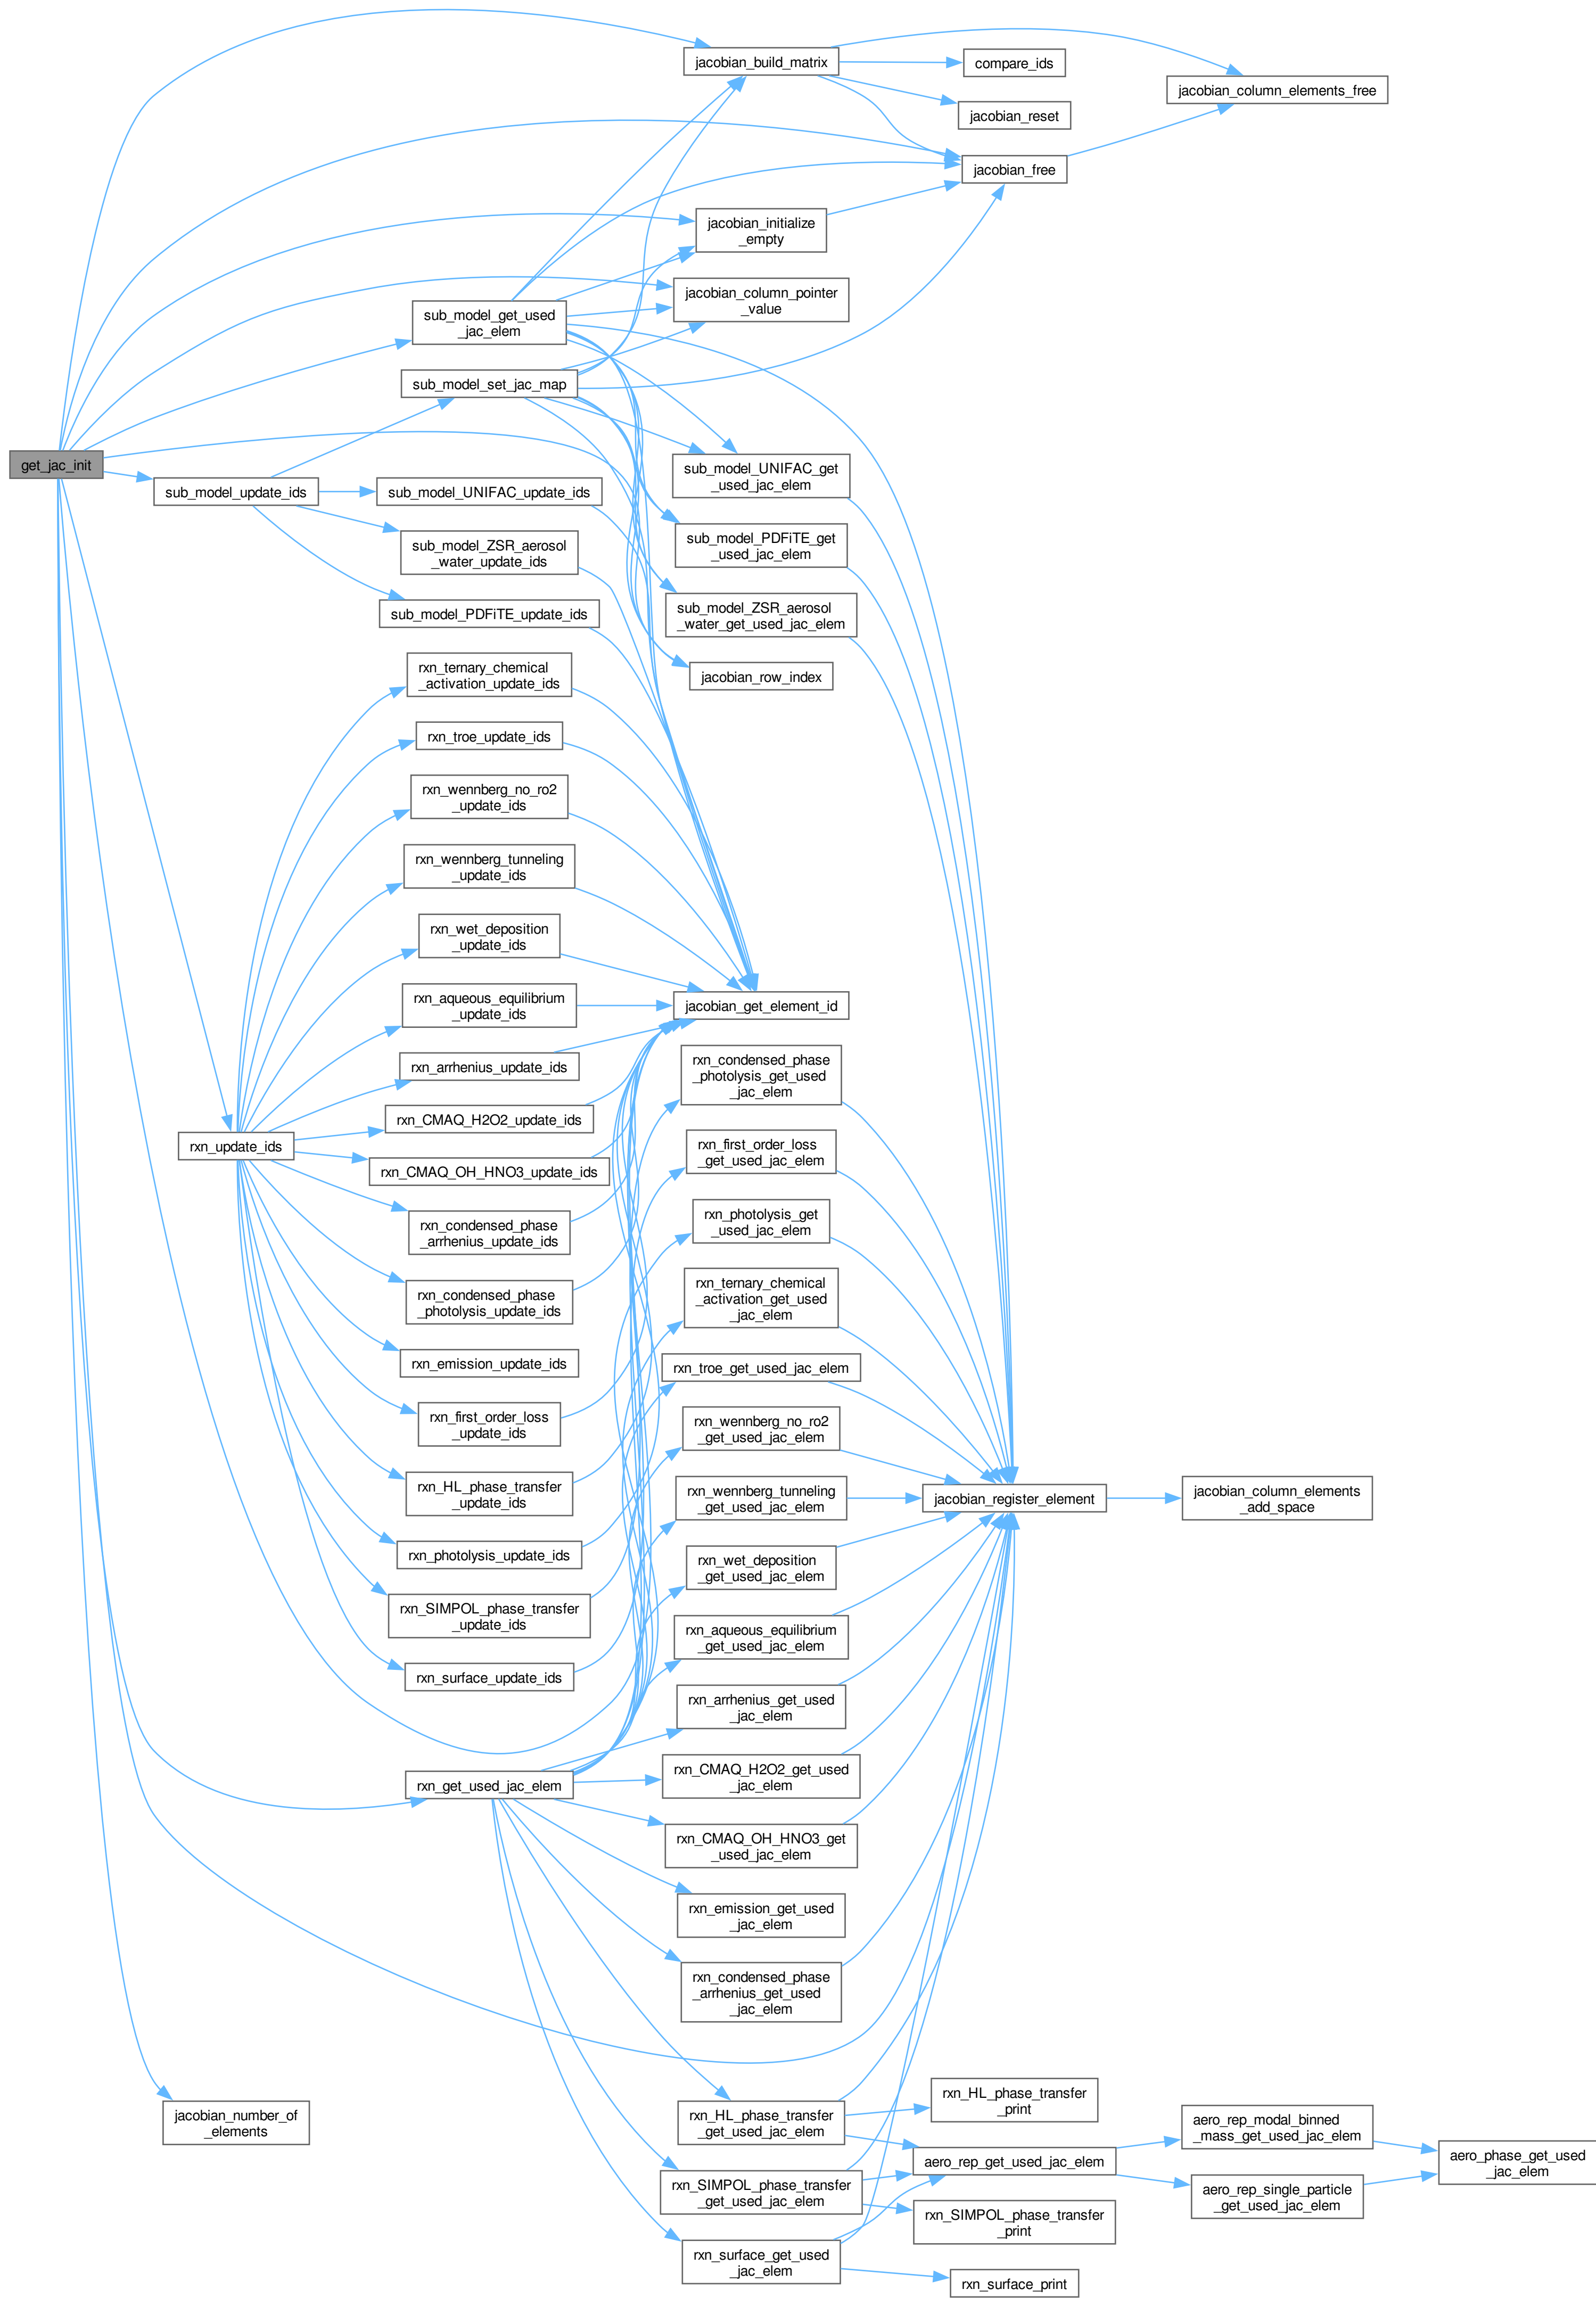 get_jac_init
jacobian_build_matrix
compare_ids
jacobian_column_elements_free
jacobian_reset
jacobian_free
jacobian_initialize
_empty
jacobian_column_pointer
_value
sub_model_get_used
_jac_elem
sub_model_set_jac_map
sub_model_update_ids
sub_model_UNIFAC_update_ids
sub_model_ZSR_aerosol
_water_update_ids
sub_model_PDFiTE_update_ids
sub_model_UNIFAC_get
_used_jac_elem
sub_model_PDFiTE_get
_used_jac_elem
sub_model_ZSR_aerosol
_water_get_used_jac_elem
jacobian_row_index
rxn_ternary_chemical
_activation_update_ids
rxn_troe_update_ids
rxn_wennberg_no_ro2
_update_ids
rxn_wennberg_tunneling
_update_ids
rxn_wet_deposition
_update_ids
rxn_aqueous_equilibrium
_update_ids
rxn_arrhenius_update_ids
rxn_CMAQ_H2O2_update_ids
rxn_update_ids
rxn_CMAQ_OH_HNO3_update_ids
rxn_condensed_phase
_arrhenius_update_ids
rxn_condensed_phase
_photolysis_update_ids
rxn_emission_update_ids
rxn_first_order_loss
_update_ids
rxn_HL_phase_transfer
_update_ids
rxn_photolysis_update_ids
rxn_SIMPOL_phase_transfer
_update_ids
rxn_surface_update_ids
rxn_get_used_jac_elem
jacobian_get_element_id
rxn_condensed_phase
_photolysis_get_used
_jac_elem
rxn_first_order_loss
_get_used_jac_elem
rxn_photolysis_get
_used_jac_elem
rxn_ternary_chemical
_activation_get_used
_jac_elem
rxn_troe_get_used_jac_elem
rxn_wennberg_no_ro2
_get_used_jac_elem
rxn_wennberg_tunneling
_get_used_jac_elem
jacobian_register_element
jacobian_column_elements
_add_space
rxn_wet_deposition
_get_used_jac_elem
rxn_aqueous_equilibrium
_get_used_jac_elem
rxn_arrhenius_get_used
_jac_elem
rxn_CMAQ_H2O2_get_used
_jac_elem
rxn_CMAQ_OH_HNO3_get
_used_jac_elem
rxn_emission_get_used
_jac_elem
rxn_condensed_phase
_arrhenius_get_used
_jac_elem
jacobian_number_of
_elements
rxn_HL_phase_transfer
_get_used_jac_elem
rxn_HL_phase_transfer
_print
aero_rep_get_used_jac_elem
aero_rep_modal_binned
_mass_get_used_jac_elem
aero_phase_get_used
_jac_elem
aero_rep_single_particle
_get_used_jac_elem
rxn_SIMPOL_phase_transfer
_get_used_jac_elem
rxn_SIMPOL_phase_transfer
_print
rxn_surface_get_used
_jac_elem
rxn_surface_print